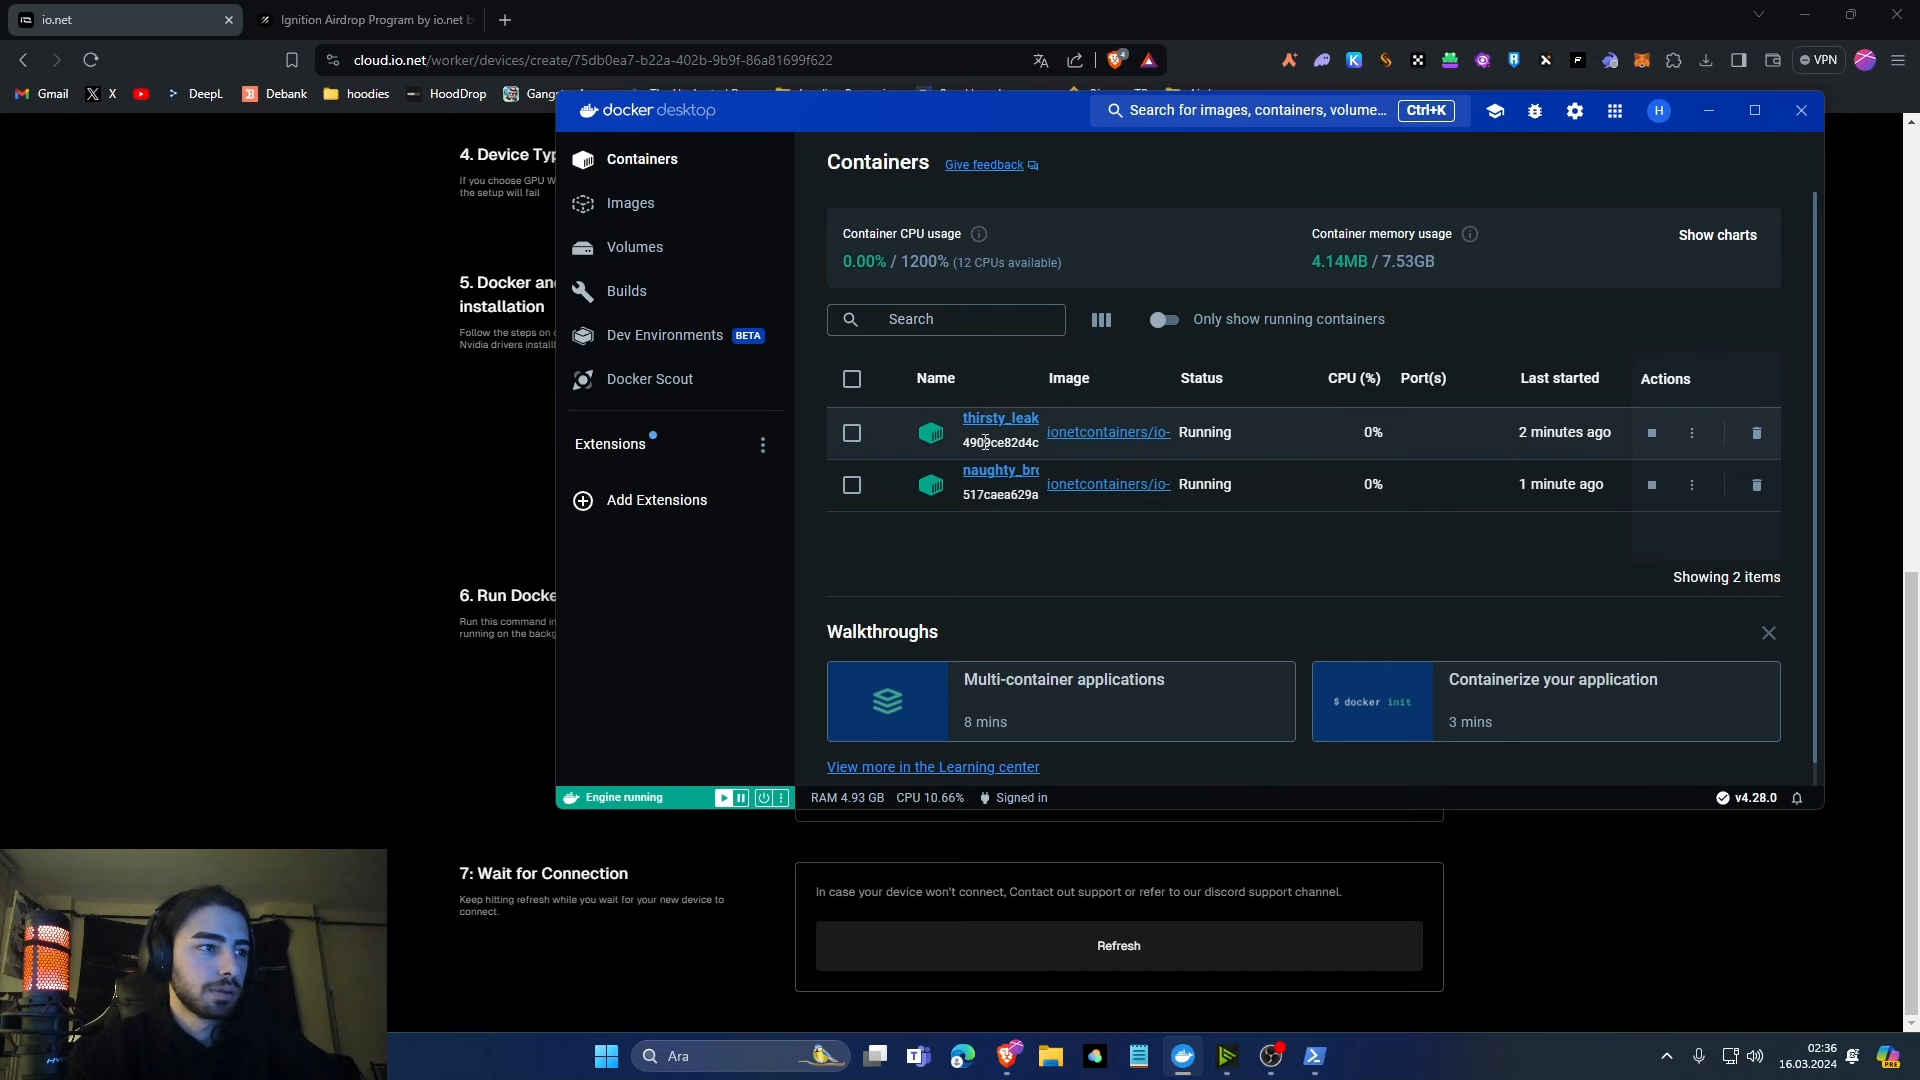 io.net
Ignition Airdrop Program by io.net b
cloud.io.net/worker/devices/create/75db0ea7-b22a-402b-9b9f-86a81699f622
4
VPN
Gmail
X
DeepL
Debank
hoodies
HoodDrop
Gang
docker desktop
Search for images, containers, volume...
Ctrl+K
H
4. Device Typ
If you choose GPU W
the setup will fail
5. Docker an
installation
Follow the steps on
Nvidia drivers install
6. Run Docke
Run this command in
running on the backg
Containers
Images
Volumes
Builds
Dev Environments BETA
Docker Scout
Extensions
Add Extensions
Containers
Give feedback
Container CPU usage
0.00% / 1200% (12 CPUs available)
Container memory usage
4.14MB / 7.53GB
Show charts
Search
Only show running containers
Name Image Status CPU (%) Port(s) Last started Actions
thirsty_leak
ionetcontainers/io- Running 0% 2 minutes ago
naughty_bro
517caea629a
ionetcontainers/io- Running 0% 1 minute ago
Showing 2 items
Walkthroughs
Multi-container applications
8 mins
$ docker init
Containerize your application
3 mins
View more in the Learning center
Engine running
RAM 4.93 GB CPU 10.66% Signed in
v4.28.0
7: Wait for Connection
Keep hitting refresh while you wait for your new device to
connect.
In case your device won't connect, Contact out support or refer to our discord support channel.
Refresh
Ara
02:36
16.03.2024
PRE